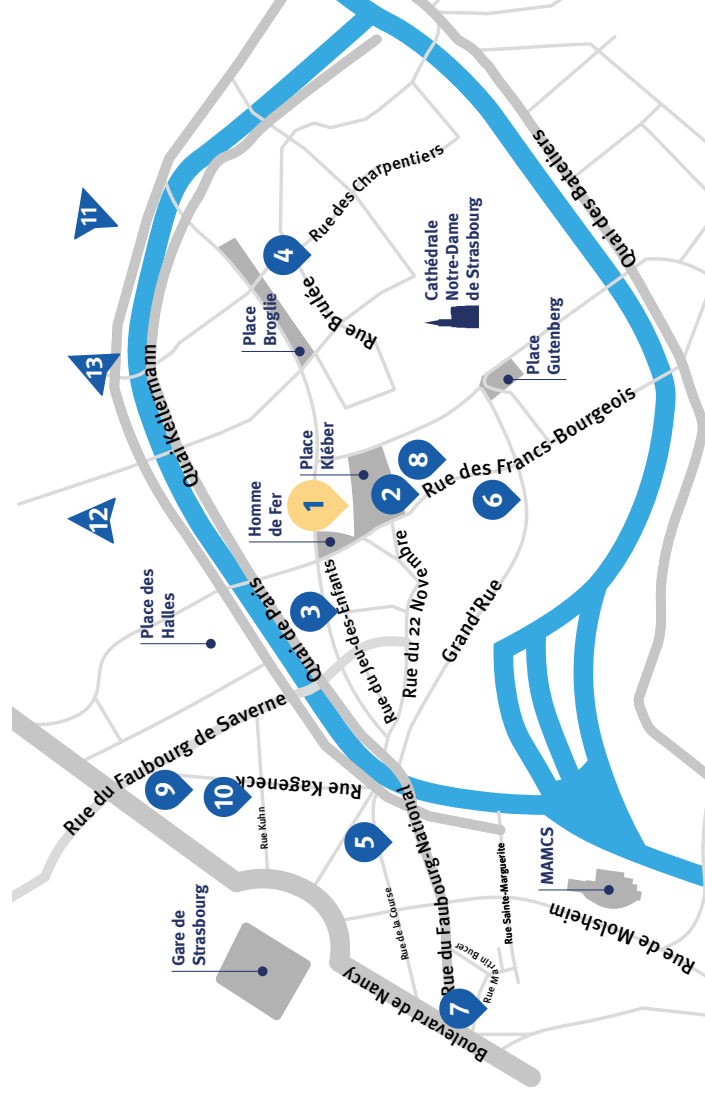 11
13
12
4
1
2
8
6
3
9
10
5
7
Quai Kellermann
Place
Broglie
Rue Brulée
Rue des Charpentiers
Cathédrale
Notre-Dame
de Strasbourg
Quai des Bateliers
Place
Gutenberg
Place
Kléber
Homme
de Fer
Rue des Francs-Bourgeois
Place des
Halles
Quai de Paris
Rue du Jeu-des-Enfants
Rue du 22 Novembre
Grand'Rue
Rue du Faubourg de Saverne
Rue Kageneck
Rue Kuhn
Gare de
Strasbourg
Rue de la Course
Rue du Faubourg-National
Rue Sainte-Marguerite
Rue Martin Bucer
MAMCS
Rue de Molsheim
Boulevard de Nancy